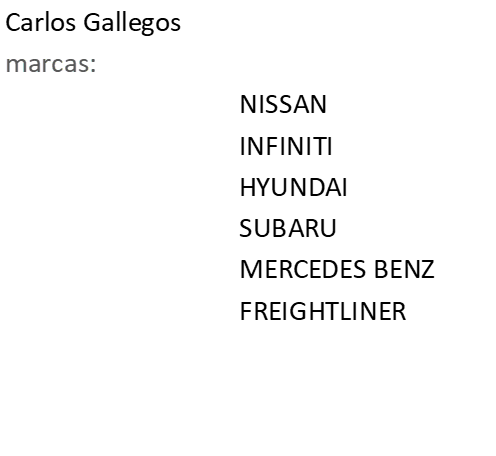 Carlos Gallegos
marcas:
NISSAN
INFINITI
HYUNDAI
SUBARU
MERCEDES BENZ
FREIGHTLINER